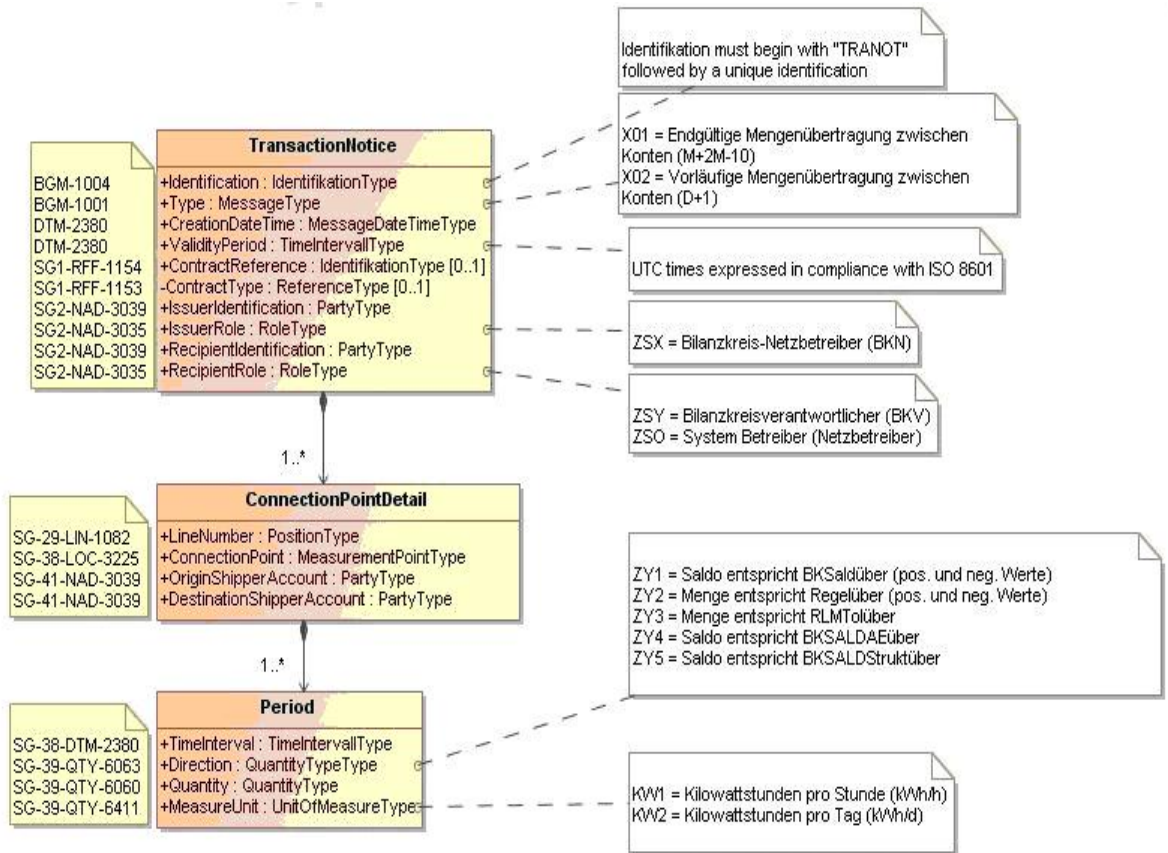 Identifikation must begin with "TRANOT"
followed by a unique identification
X01 = Endgültige Mengenübertragung zwischen
Konten (M+2M-10)
X02 = Vorläufige Mengenübertragung zwischen
Konten (D+1)
TransactionNotice
BGM-1004
BGM-1001
DTM-2380
DTM-2380
SG1-RFF-1154
SG1-RFF-1153
SG2-NAD-3039
SG2-NAD-3035
SG2-NAD-3039
SG2-NAD-3035
+Identification : IdentifikationType
+Type : MessageType
+CreationDateTime : MessageDateTimeType
+ValidityPeriod : TimeIntervallType
+ContractReference : IdentifikationType [0..1]
-ContractType : ReferenceType [0..1]
+IssuerIdentification : PartyType
+IssuerRole : RoleType
+RecipientIdentification : PartyType
+RecipientRole : RoleType
UTC times expressed in compliance with ISO 8601
ZSX = Bilanzkreis-Netzbetreiber (BKN)
ZSY = Bilanzkreisverantwortlicher (BKV)
ZSO = System Betreiber (Netzbetreiber)
1..*
ConnectionPointDetail
SG-29-LIN-1082
SG-38-LOC-3225
SG-41-NAD-3039
SG-41-NAD-3039
+LineNumber : PositionType
+ConnectionPoint : MeasurementPointType
+OriginShipperAccount : PartyType
+DestinationShipperAccount : PartyType
ZY1 = Saldo entspricht BKSaldüber (pos. und neg. Werte)
ZY2 = Menge entspricht Regelüber (pos. und neg. Werte)
ZY3 = Menge entspricht RLMTolüber
ZY4 = Saldo entspricht BKSALDAEüber
ZY5 = Saldo entspricht BKSALDStruktüber
1..*
Period
SG-38-DTM-2380
SG-39-QTY-6063
SG-39-QTY-6060
SG-39-QTY-6411
+TimeInterval : TimeIntervallType
+Direction : QuantityTypeType
+Quantity : QuantityType
+MeasureUnit : UnitOfMeasureType
KW1 = Kilowattstunden pro Stunde (kWh/h)
KW2 = Kilowattstunden pro Tag (kWh/d)